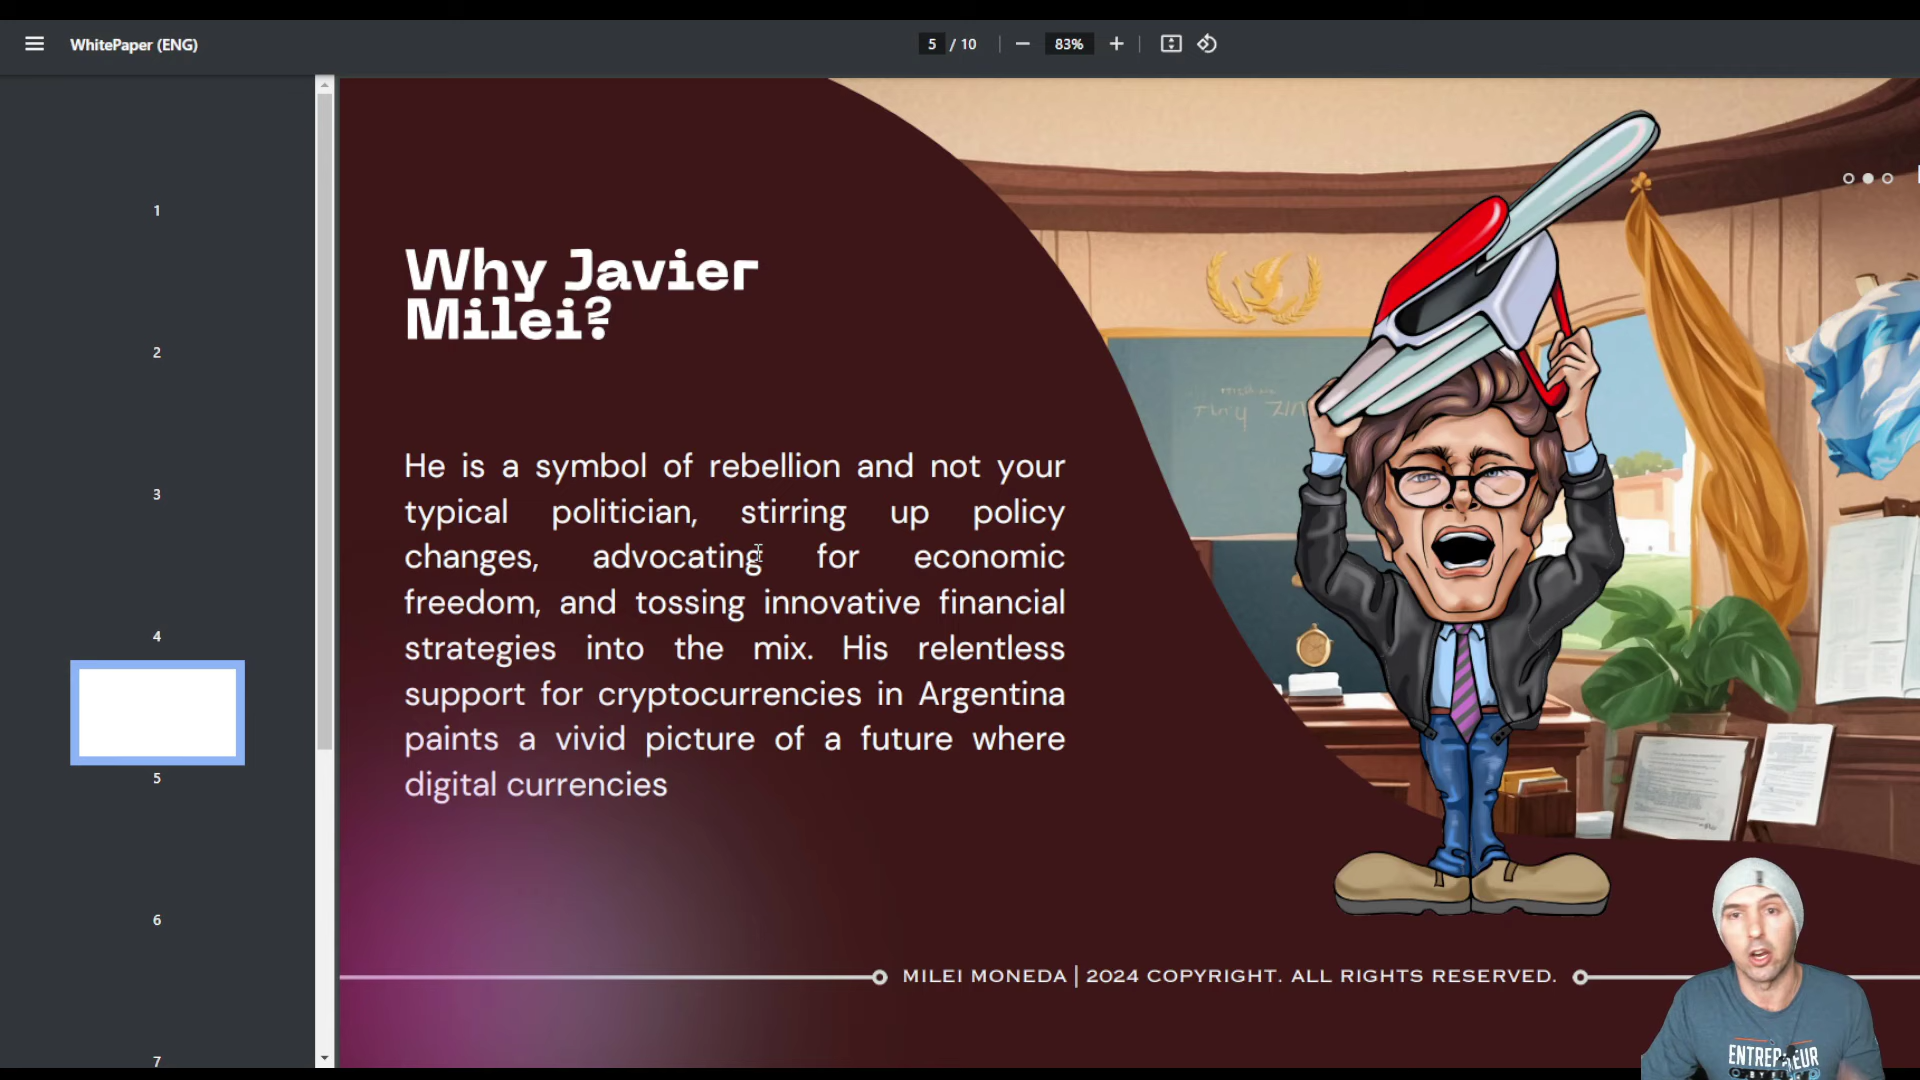 WhitePaper (ENG)
5 / 10
83%
1
2
3
4
5
6
7
Why Javier
Milei?
He is a symbol of rebellion and not your
typical politician, stirring up policy
changes, advocating for economic
freedom, and tossing innovative financial
strategies into the mix. His relentless
support for cryptocurrencies in Argentina
paints a vivid picture of a future where
digital currencies
MILEI MONEDA | 2024 COPYRIGHT. ALL RIGHTS RESERVED.
ENTREPRENEUR